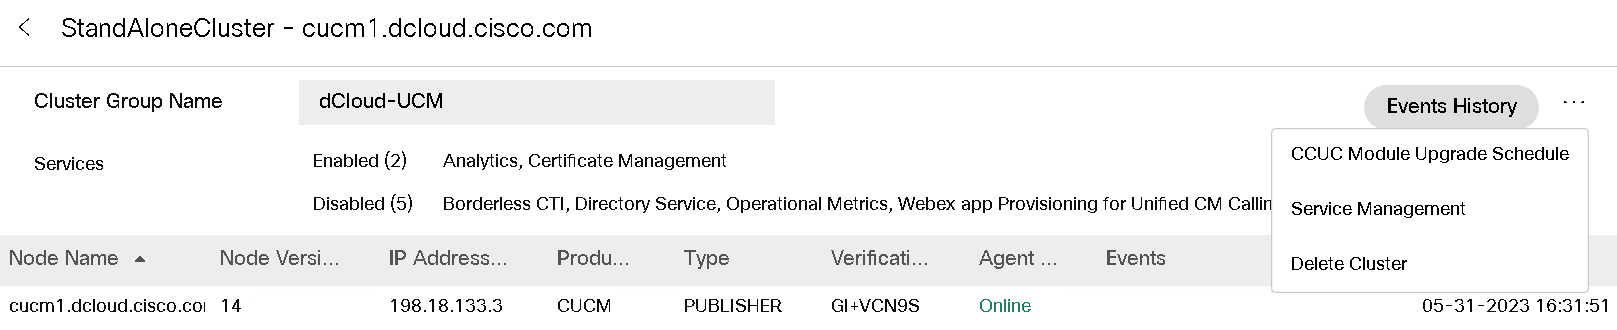 StandAloneCluster - cucm1.dcloud.cisco.com
Cluster Group Name dCloud-UCM Events History ...
CCUC Module Upgrade Schedule
Services Enabled (2) Analytics, Certificate Management
Disabled (5) Borderless CTI, Directory Service, Operational Metrics, Webex app Provisioning for Unified CM Callin
Service Management
Delete Cluster
Node Name Node Versi... IP Address... Produ... Type Verificati... Agent ... Events
cucm1.dcloud.cisco.co 14 198.18.133.3 CUCM PUBLISHER GI+VCN9S Online 05-31-2023 16:31:51